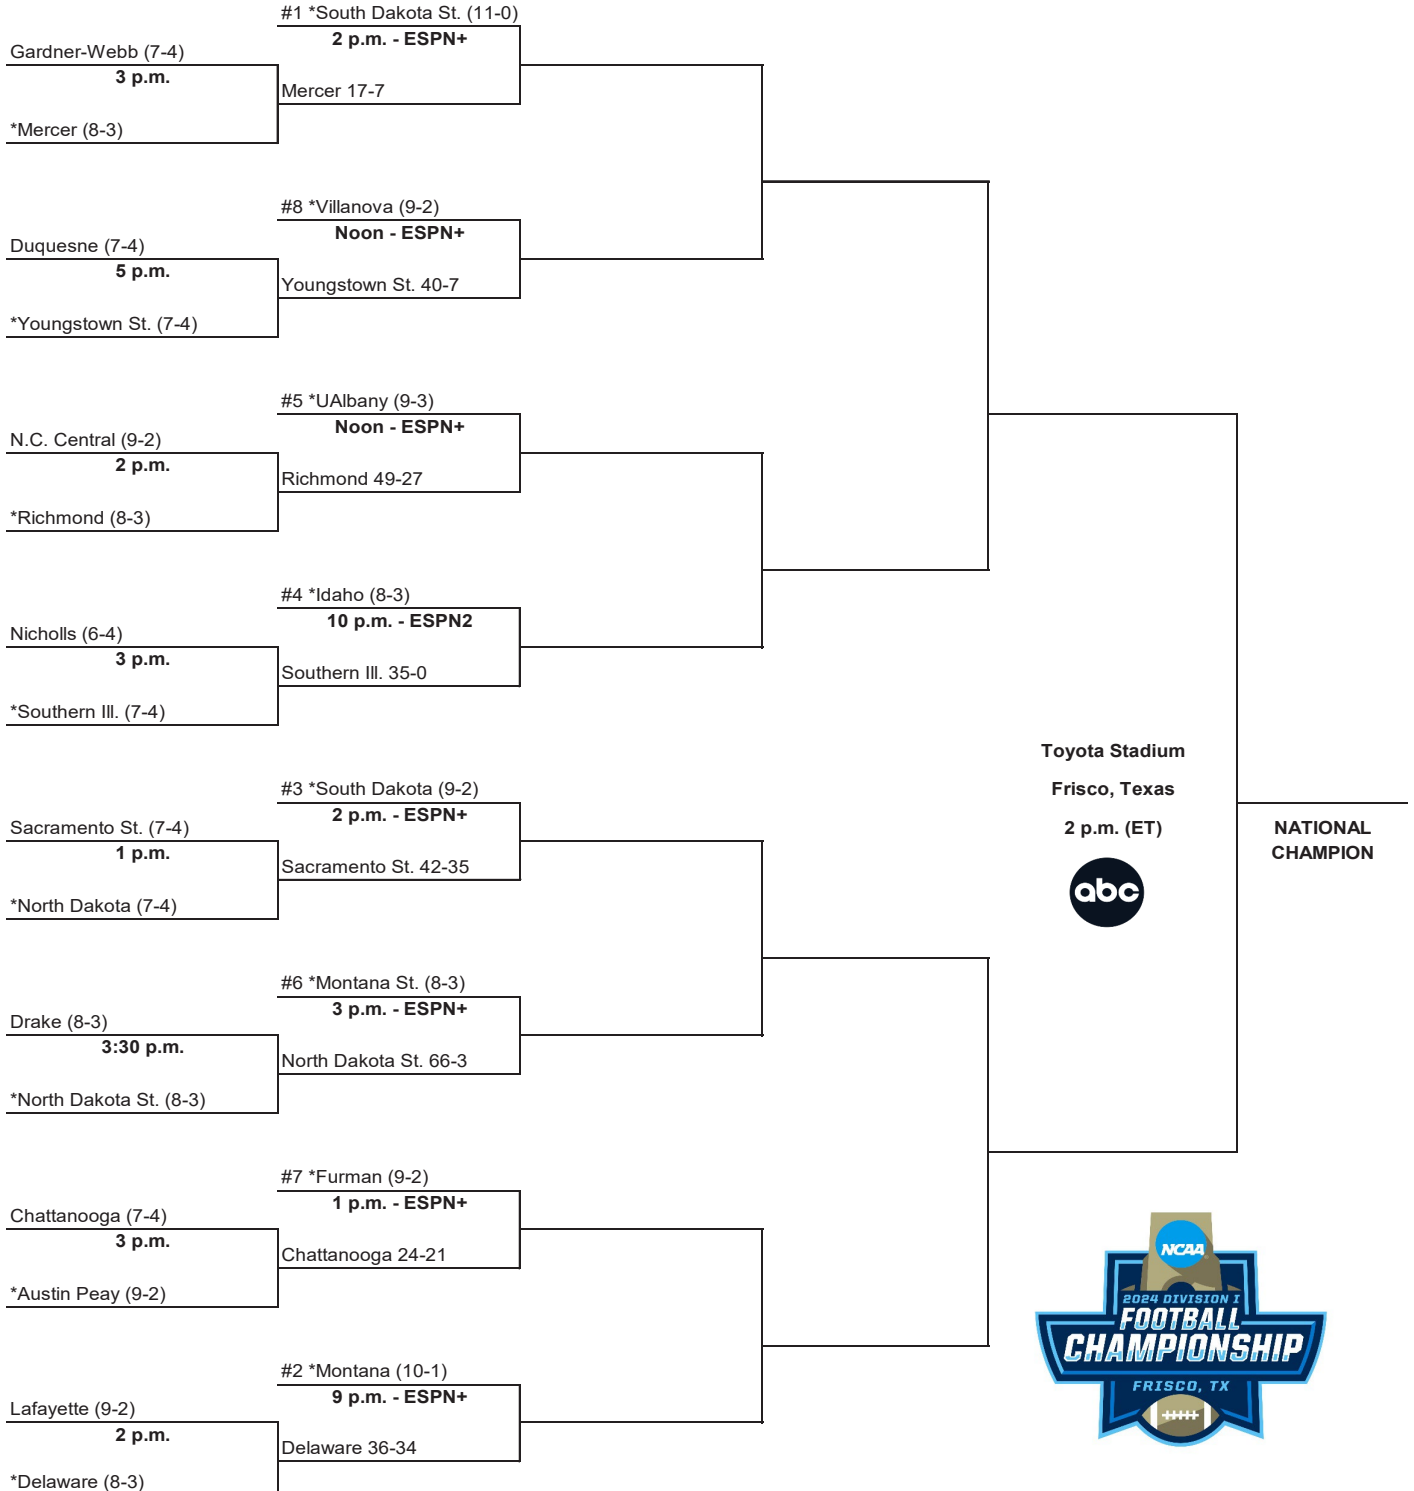 #1 *South Dakota St. (11-0)
2 p.m. - ESPN+
Gardner-Webb (7-4)
3 p.m.
Mercer 17-7
*Mercer (8-3)
#8 *Villanova (9-2)
Noon - ESPN+
Duquesne (7-4)
5 p.m.
Youngstown St. 40-7
*Youngstown St. (7-4)
#5 *UAlbany (9-3)
Noon - ESPN+
N.C. Central (9-2)
2 p.m.
Richmond 49-27
*Richmond (8-3)
#4 *Idaho (8-3)
10 p.m. - ESPN2
Nicholls (6-4)
3 p.m.
Southern Ill. 35-0
*Southern Ill. (7-4)
#3 *South Dakota (9-2)
2 p.m. - ESPN+
Sacramento St. (7-4)
1 p.m.
Sacramento St. 42-35
*North Dakota (7-4)
#6 *Montana St. (8-3)
3 p.m. - ESPN+
Drake (8-3)
3:30 p.m.
North Dakota St. 66-3
*North Dakota St. (8-3)
#7 *Furman (9-2)
1 p.m. - ESPN+
Chattanooga (7-4)
3 p.m.
Chattanooga 24-21
*Austin Peay (9-2)
#2 *Montana (10-1)
9 p.m. - ESPN+
Lafayette (9-2)
2 p.m.
Delaware 36-34
*Delaware (8-3)
Toyota Stadium
Frisco, Texas
2 p.m. (ET)
abc
NATIONAL
CHAMPION
NCAA
2024 DIVISION I
FOOTBALL
CHAMPIONSHIP
FRISCO, TX